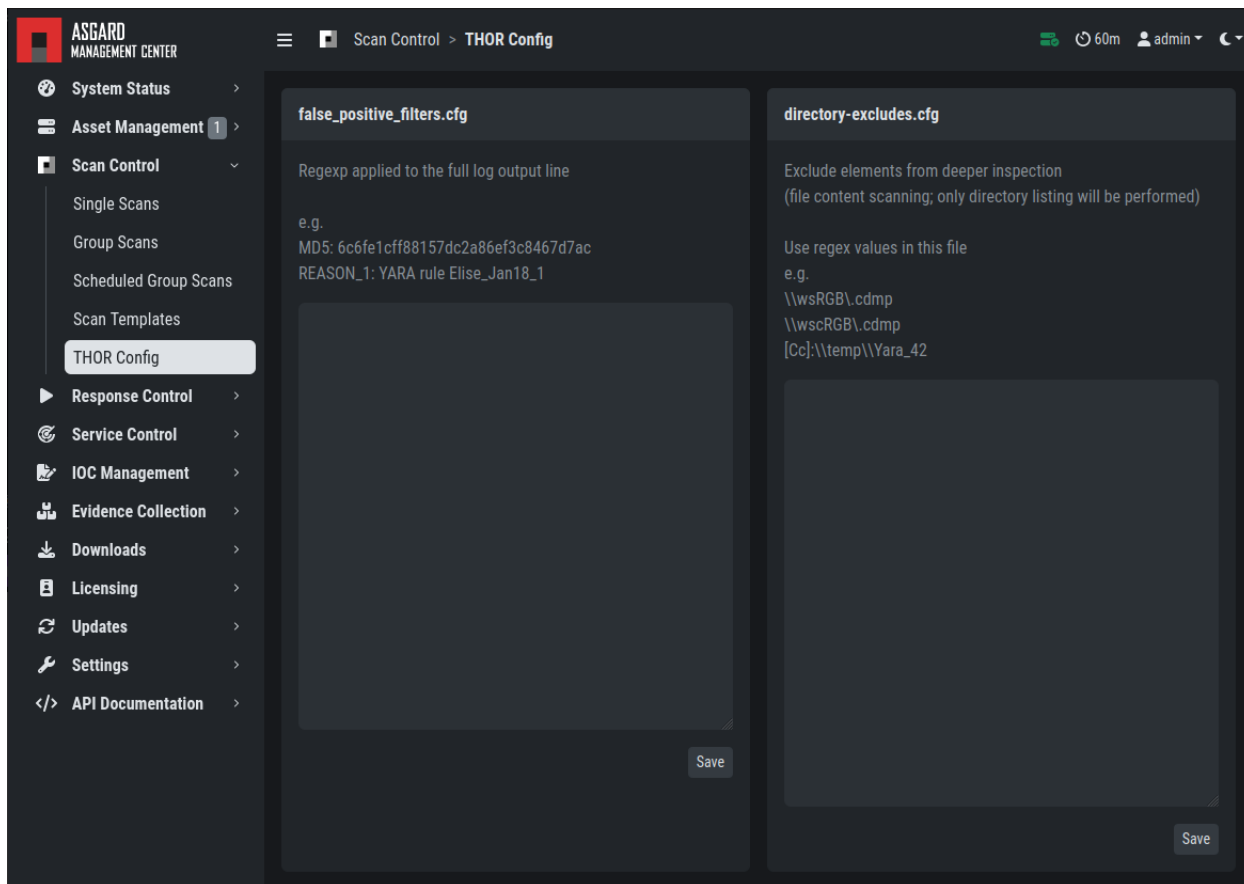 ASGARD
MANAGEMENT CENTER
Scan Control > THOR Config
60m
admin
System Status
Asset Management 1
Scan Control
Single Scans
Group Scans
Scheduled Group Scans
Scan Templates
THOR Config
Response Control
Service Control
IOC Management
Evidence Collection
Downloads
Licensing
Updates
Settings
API Documentation
false_positive_filters.cfg
Regexp applied to the full log output line
e.g.
MD5: 6c6fe1cff88157dc2a86ef3c8467d7ac
REASON_1: YARA rule Elise_Jan18_1
Save
directory-excludes.cfg
Exclude elements from deeper inspection
(file content scanning; only directory listing will be performed)
Use regex values in this file
e.g.
\\wsRGB\.cdmp
\\wscRGB\.cdmp
[Cc]:\\temp\\Yara_42
Save